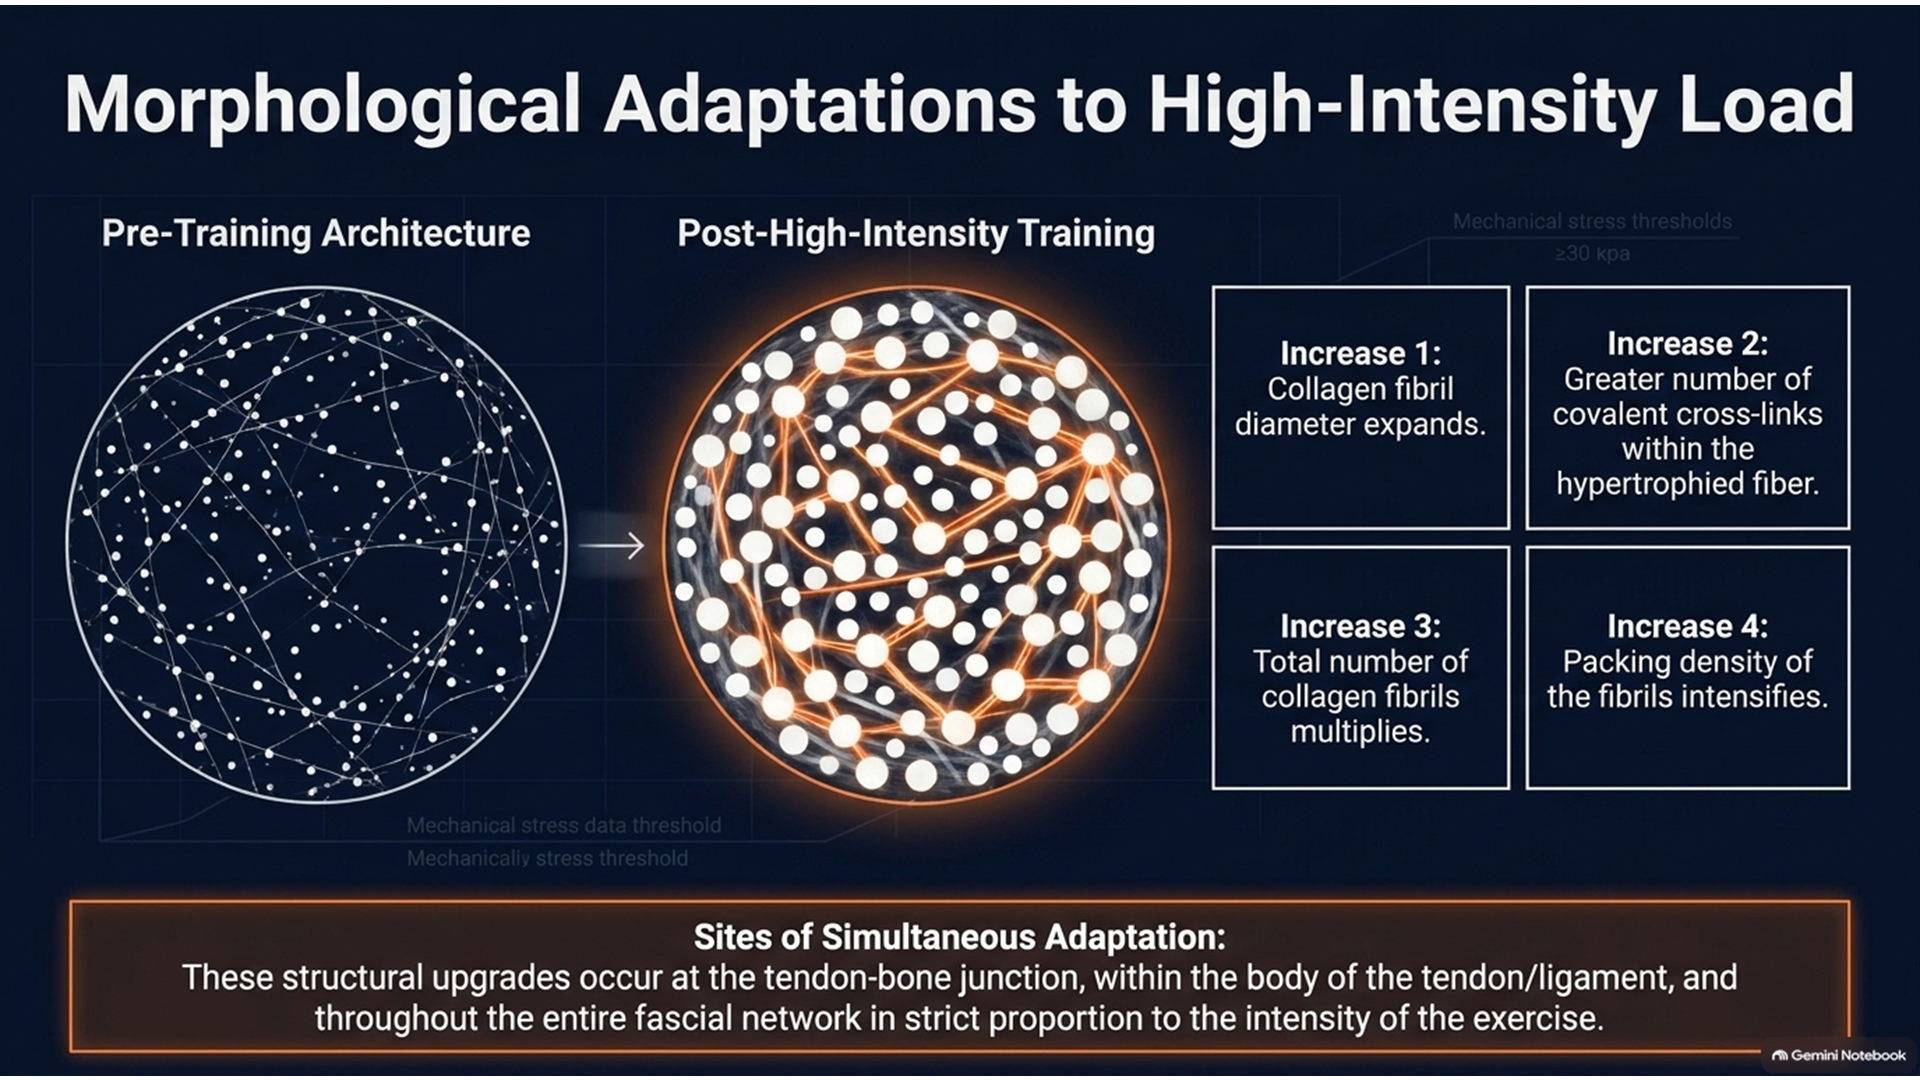 Morphological Adaptations to High-Intensity Load
Pre-Training Architecture
Post-High-Intensity Training
Mechanical stress thresholds
≥30 kpa
Increase 1:
Collagen fibril
diameter expands.
Increase 2:
Greater number of
covalent cross-links
within the
hypertrophied fiber.
Increase 3:
Total number of
collagen fibrils
multiplies.
Increase 4:
Packing density of
the fibrils intensifies.
Mechanical stress data threshold
Mechanically stress threshold
Sites of Simultaneous Adaptation:
These structural upgrades occur at the tendon-bone junction, within the body of the tendon/ligament, and
throughout the entire fascial network in strict proportion to the intensity of the exercise.
Gemini Notebook